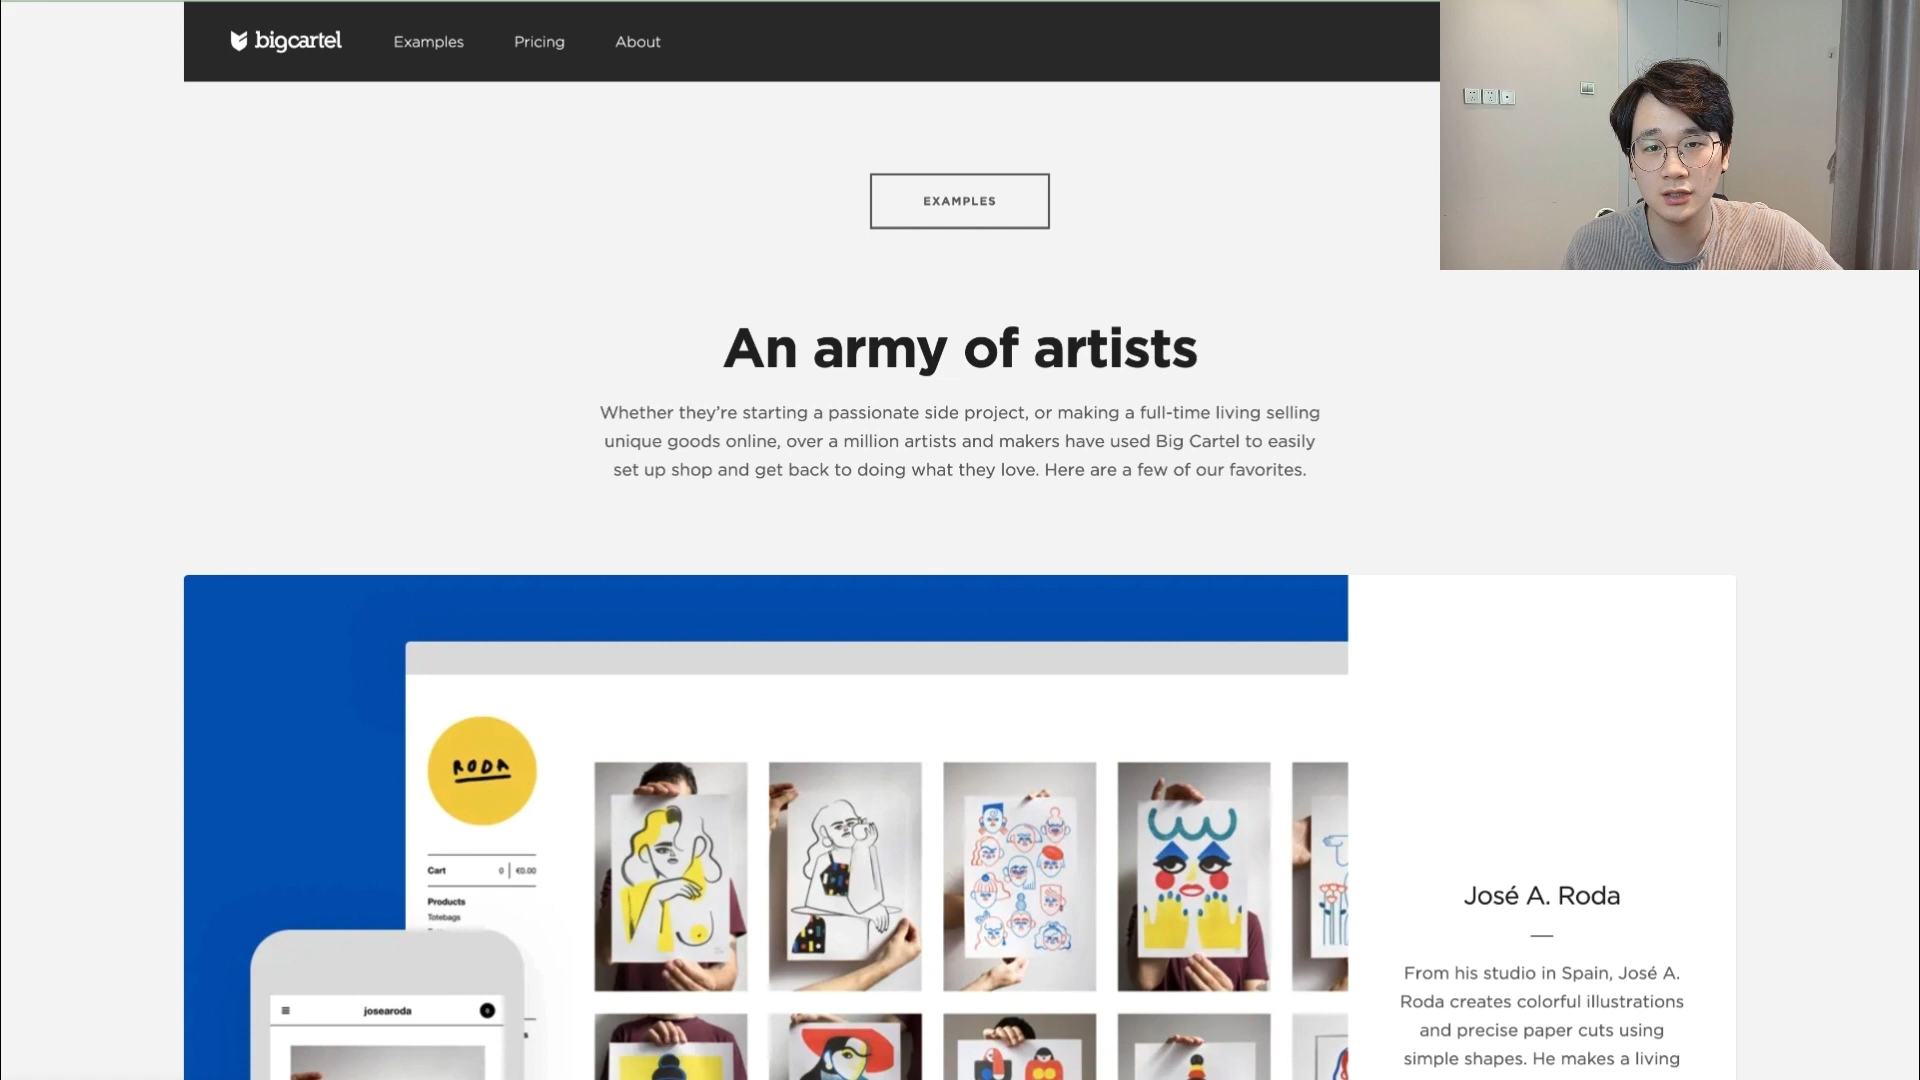 bigcartel
Examples
Pricing
About
EXAMPLES
An army of artists
Whether they’re starting a passionate side project, or making a full-time living selling
unique goods online, over a million artists and makers have used Big Cartel to easily
set up shop and get back to doing what they love. Here are a few of our favorites.
RODA
Cart
0 | €0.00
Products
Totebags
josearoda
José A. Roda
From his studio in Spain, José A.
Roda creates colorful illustrations
and precise paper cuts using
simple shapes. He makes a living